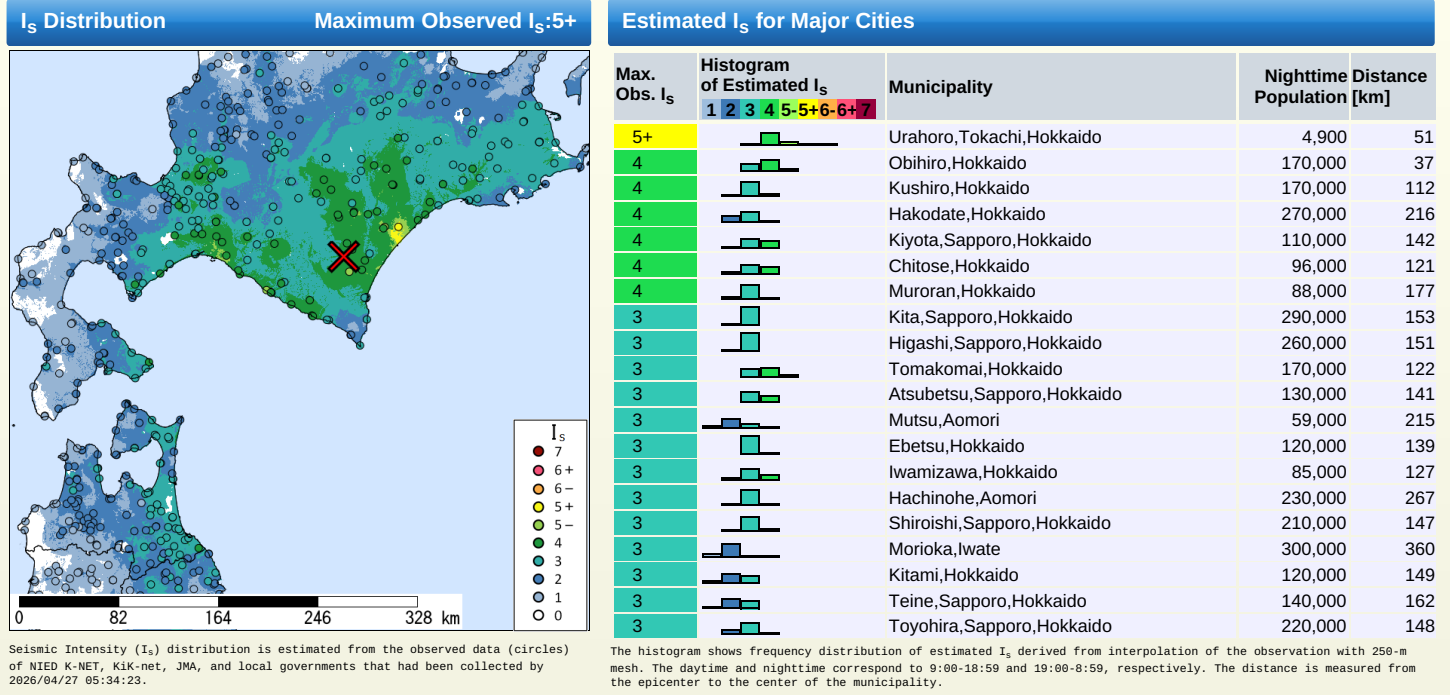 Is Distribution Maximum Observed Is:5+
Is
7
6+
6-
5+
5-
4
3
2
1
0
0 82 164 246 328 km
Seismic Intensity (Is) distribution is estimated from the observed data (circles)
of NIED K-NET, KiK-net, JMA, and local governments that had been collected by
2026/04/27 05:34:23.
Estimated Is for Major Cities
Max. Obs. Is Histogram of Estimated Is Municipality Nighttime Population Distance [km]
1 2 3 4 5- 5+ 6- 6+ 7
5+ Urahoro,Tokachi,Hokkaido 4,900 51
4 Obihiro,Hokkaido 170,000 37
4 Kushiro,Hokkaido 170,000 112
4 Hakodate,Hokkaido 270,000 216
4 Kiyota,Sapporo,Hokkaido 110,000 142
4 Chitose,Hokkaido 96,000 121
4 Muroran,Hokkaido 88,000 177
3 Kita,Sapporo,Hokkaido 290,000 153
3 Higashi,Sapporo,Hokkaido 260,000 151
3 Tomakomai,Hokkaido 170,000 122
3 Atsubetsu,Sapporo,Hokkaido 130,000 141
3 Mutsu,Aomori 59,000 215
3 Ebetsu,Hokkaido 120,000 139
3 Iwamizawa,Hokkaido 85,000 127
3 Hachinohe,Aomori 230,000 267
3 Shiroishi,Sapporo,Hokkaido 210,000 147
3 Morioka,Iwate 300,000 360
3 Kitami,Hokkaido 120,000 149
3 Teine,Sapporo,Hokkaido 140,000 162
3 Toyohira,Sapporo,Hokkaido 220,000 148
The histogram shows frequency distribution of estimated Is derived from interpolation of the observation with 250-m
mesh. The daytime and nighttime correspond to 9:00-18:59 and 19:00-8:59, respectively. The distance is measured from
the epicenter to the center of the municipality.